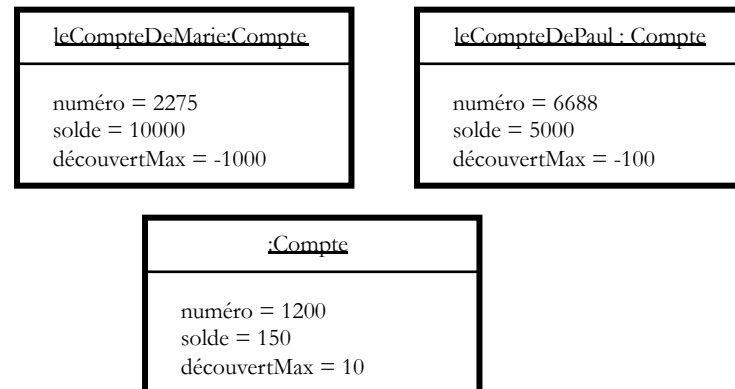 leCompteDeMarie:Compte
numéro = 2275
solde = 10000
découvertMax = -1000
leCompteDePaul : Compte
numéro = 6688
solde = 5000
découvertMax = -100
:Compte
numéro = 1200
solde = 150
découvertMax = 10